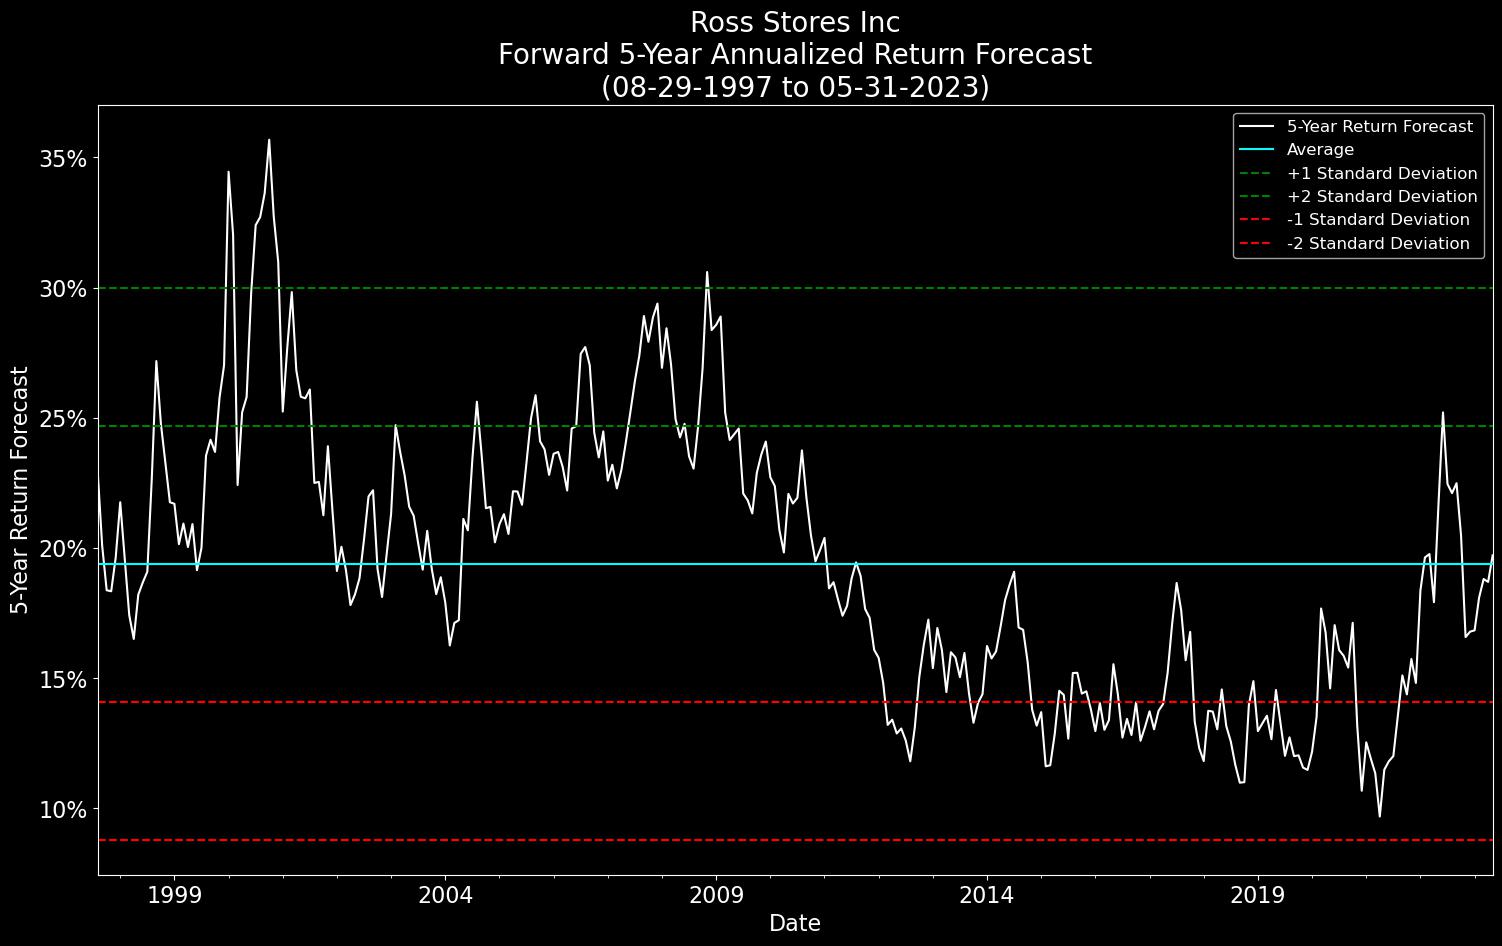 Ross Stores Inc
Forward 5-Year Annualized Return Forecast
(08-29-1997 to 05-31-2023)
5-Year Return Forecast
Average
+1 Standard Deviation
+2 Standard Deviation
-1 Standard Deviation
-2 Standard Deviation
35%
30%
25%
20%
15%
10%
5-Year Return Forecast
1999 2004 2009 2014 2019
Date